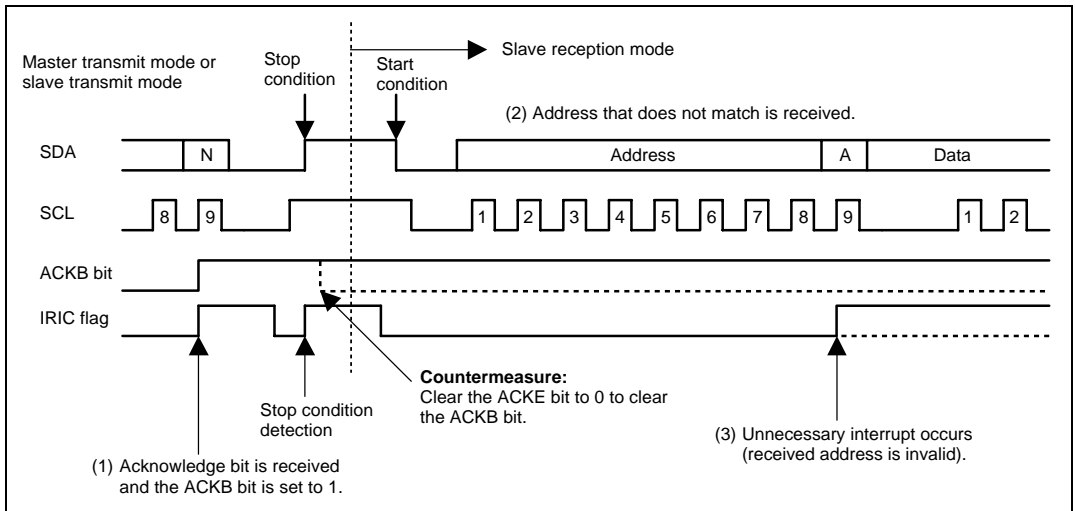 Master transmit mode or
slave transmit mode
Stop
condition
Start
condition
Slave reception mode
(2) Address that does not match is received.
SDA
N
Address
A
Data
SCL
8
9
1
2
3
4
5
6
7
8
9
1
2
ACKB bit
IRIC flag
Countermeasure:
Clear the ACKE bit to 0 to clear
the ACKB bit.
Stop condition
detection
(3) Unnecessary interrupt occurs
(received address is invalid).
(1) Acknowledge bit is received
and the ACKB bit is set to 1.